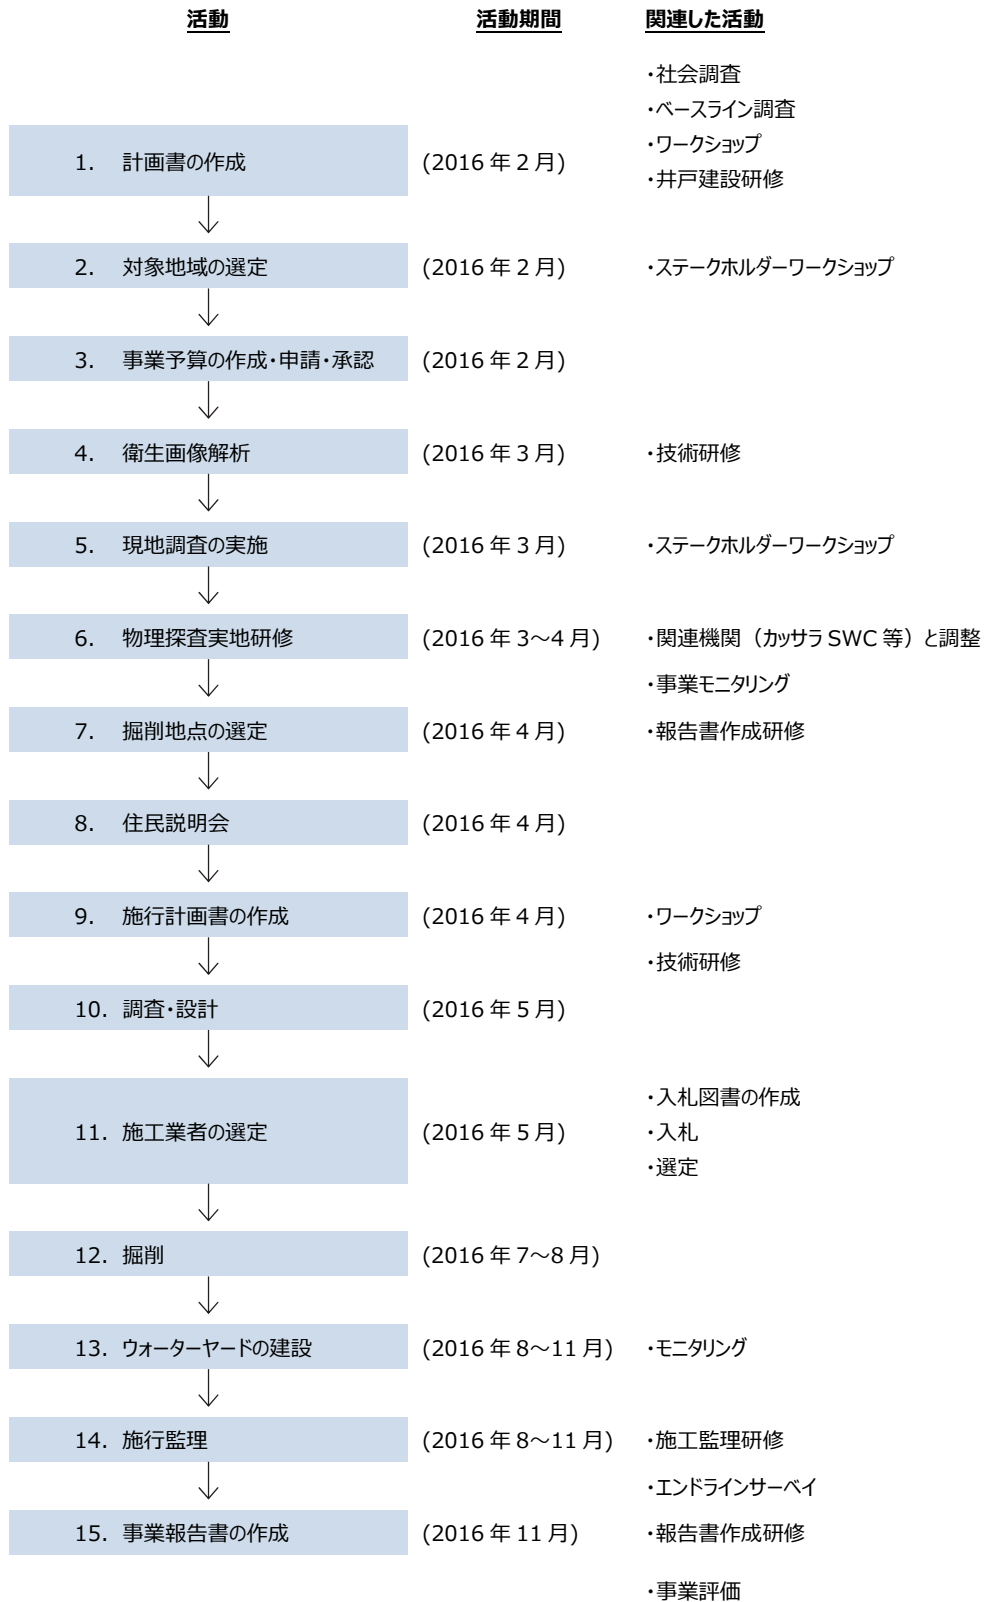 活動 活動期間 関連した活動
・社会調査
・ベースライン調査
・ワークショップ
1. 計画書の作成 (2016 年 2 月)
・井戸建設研修
2. 対象地域の選定 (2016 年 2 月) ・ステークホルダーワークショップ
3. 事業予算の作成・申請・承認 (2016 年 2 月)
4. 衛生画像解析 (2016 年 3 月) ・技術研修
5. 現地調査の実施 (2016 年 3 月) ・ステークホルダーワークショップ
6. 物理探査実地研修 (2016 年 3～4 月) ・関連機関（カッサラ SWC 等）と調整
・事業モニタリング
7. 掘削地点の選定 (2016 年 4 月) ・報告書作成研修
8. 住民説明会 (2016 年 4 月)
9. 施行計画書の作成 (2016 年 4 月) ・ワークショップ
・技術研修
10. 調査・設計 (2016 年 5 月)
・入札図書の作成
11. 施工業者の選定 (2016 年 5 月) ・入札
・選定
12. 掘削 (2016 年 7～8 月)
13. ウォーターヤードの建設 (2016 年 8～11 月) ・モニタリング
14. 施行監理 (2016 年 8～11 月) ・施工監理研修
・エンドラインサーベイ
15. 事業報告書の作成 (2016 年 11 月) ・報告書作成研修
・事業評価